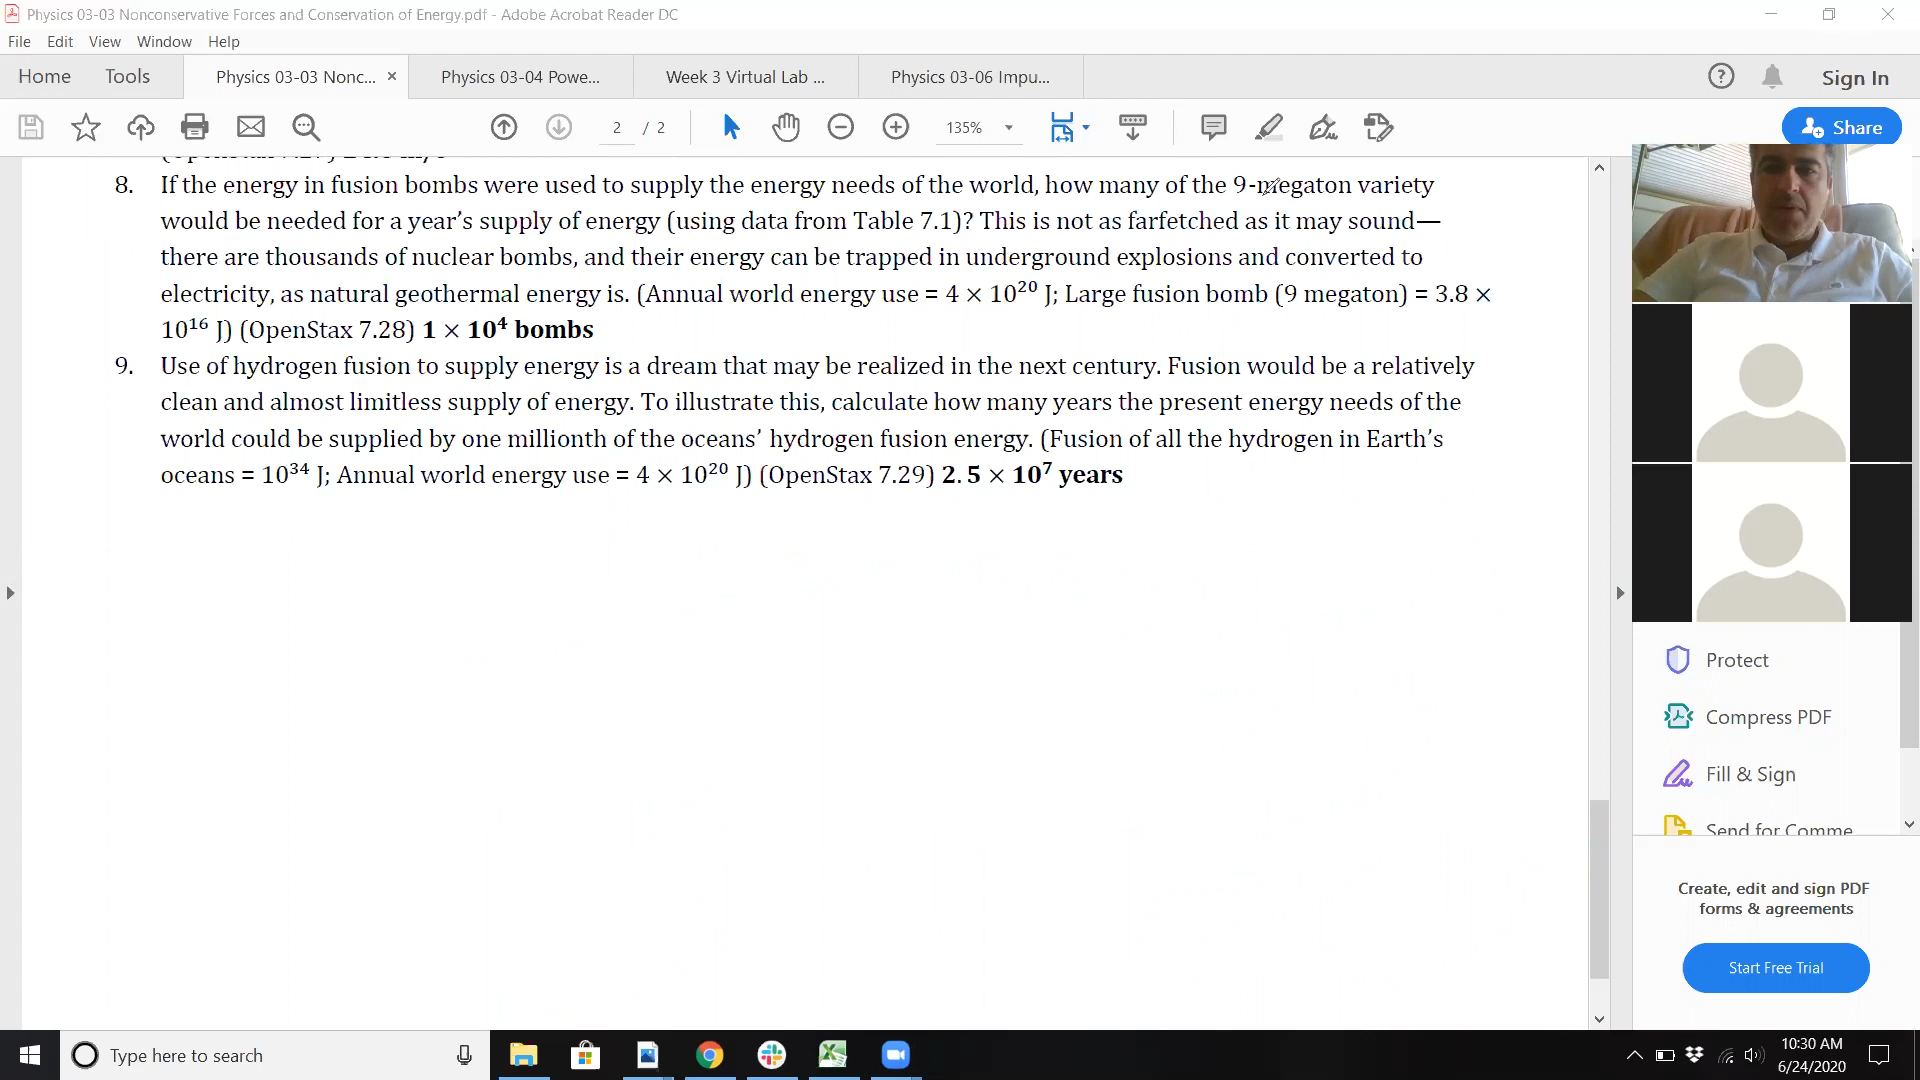 Physics 03-03 Nonconservative Forces and Conservation of Energy.pdf - Adobe Acrobat Reader DC
File Edit View Window Help
Home Tools Physics 03-03 Nonc... × Physics 03-04 Powe... Week 3 Virtual Lab ... Physics 03-06 Impu... Sign In
2 / 2 135% Share
8. If the energy in fusion bombs were used to supply the energy needs of the world, how many of the 9-megaton variety
would be needed for a year’s supply of energy (using data from Table 7.1)? This is not as farfetched as it may sound—
there are thousands of nuclear bombs, and their energy can be trapped in underground explosions and converted to
electricity, as natural geothermal energy is. (Annual world energy use = 4 × 10²⁰ J; Large fusion bomb (9 megaton) = 3.8 ×
10¹⁶ J) (OpenStax 7.28) 1 × 10⁴ bombs
9. Use of hydrogen fusion to supply energy is a dream that may be realized in the next century. Fusion would be a relatively
clean and almost limitless supply of energy. To illustrate this, calculate how many years the present energy needs of the
world could be supplied by one millionth of the oceans’ hydrogen fusion energy. (Fusion of all the hydrogen in Earth’s
oceans = 10³⁴ J; Annual world energy use = 4 × 10²⁰ J) (OpenStax 7.29) 2.5 × 10⁷ years
Protect
Compress PDF
Fill & Sign
Send for Comme
Create, edit and sign PDF
forms & agreements
Start Free Trial
Type here to search
10:30 AM
6/24/2020